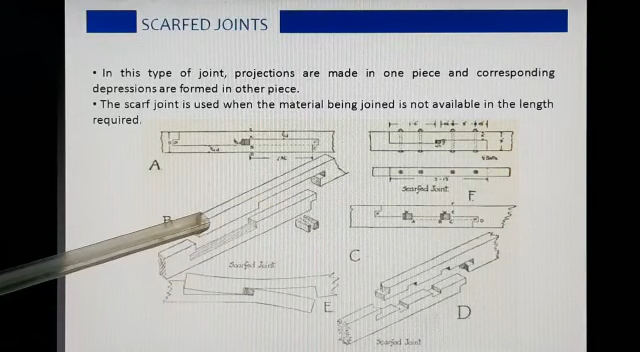 SCARFED JOINTS
• In this type of joint, projections are made in one piece and corresponding
depressions are formed in other piece.
• The scarf joint is used when the material being joined is not available in the length
required.
A
B
Scarfed Joint
F
Scarfed Joint
C
E
D
Scarfed Joint